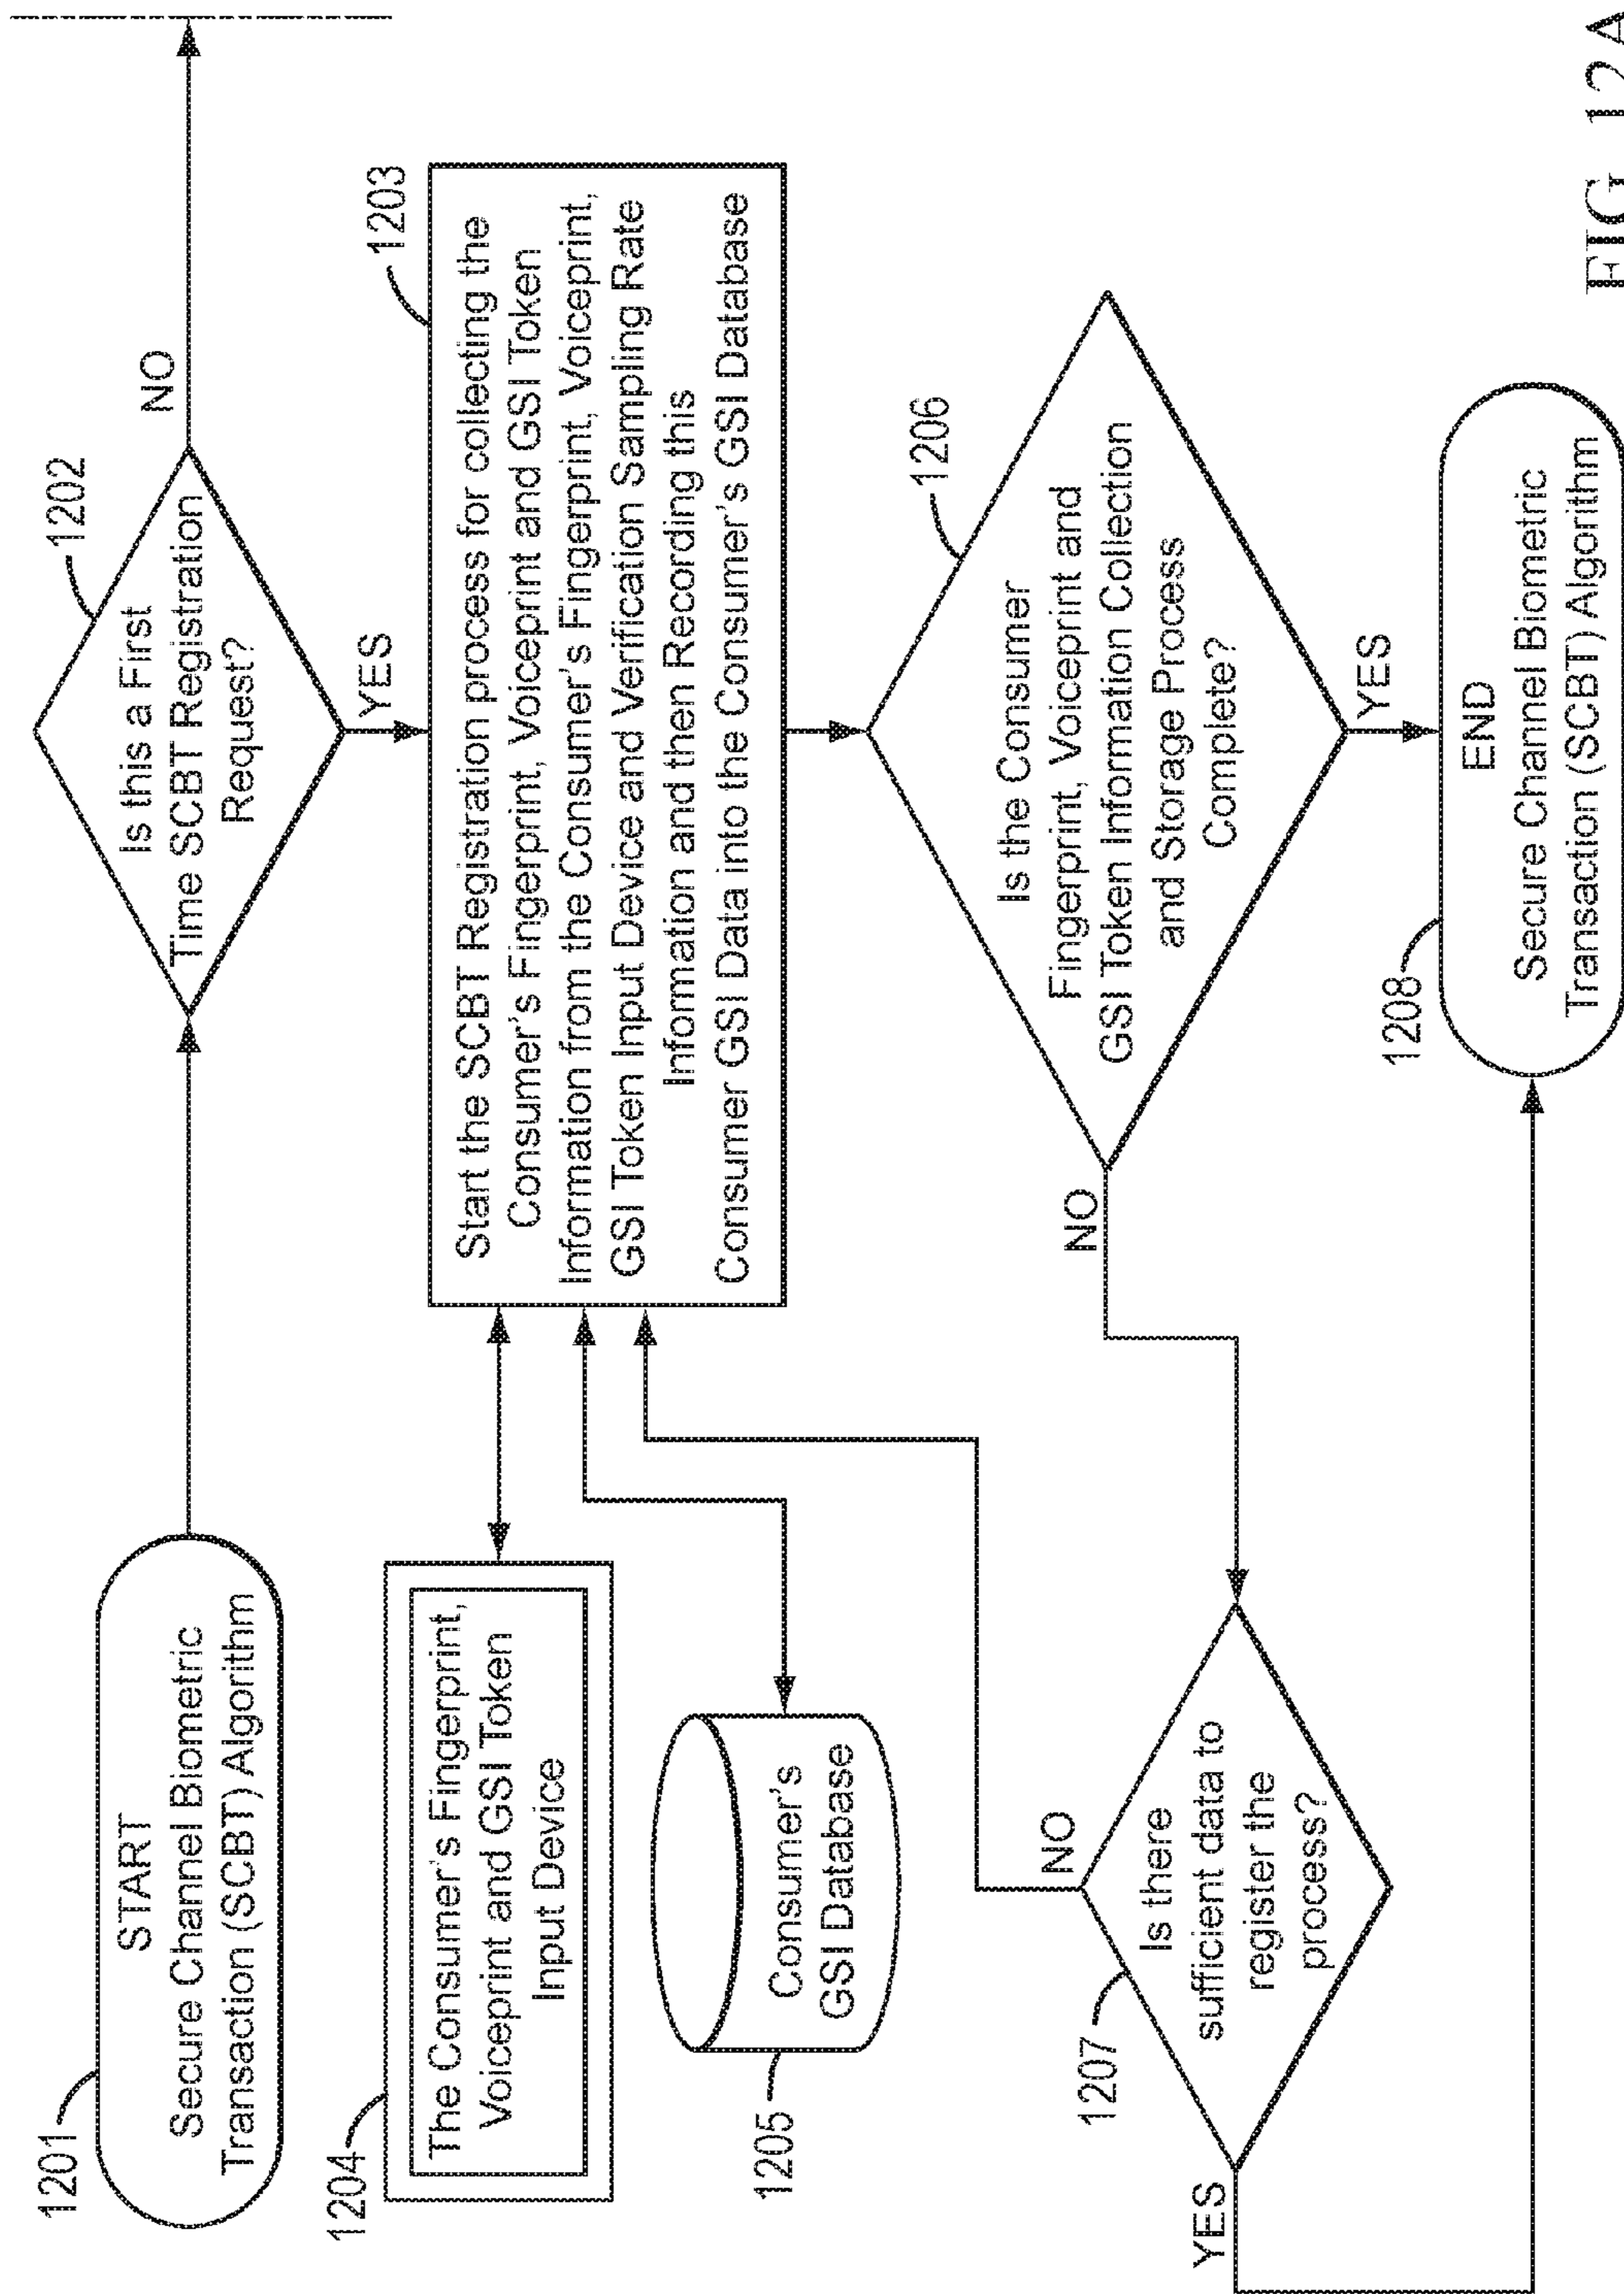 1201
START
Secure Channel Biometric
Transaction (SCBT) Algorithm
1202
Is this a First
Time SCBT Registration
Request?
NO
YES
1203
Start the SCBT Registration process for collecting the
Consumer's Fingerprint, Voiceprint and GSI Token
Information from the Consumer's Fingerprint, Voiceprint,
GSI Token Input Device and Verification Sampling Rate
Information and then Recording this
Consumer GSI Data into the Consumer's GSI Database
1204
The Consumer's Fingerprint,
Voiceprint and GSI Token
Input Device
1205
Consumer's
GSI Database
1206
Is the Consumer
Fingerprint, Voiceprint and
GSI Token Information Collection
and Storage Process
Complete?
NO
YES
1207
Is there
sufficient data to
register the
process?
NO
YES
1208
END
Secure Channel Biometric
Transaction (SCBT) Algorithm
FIG. 12A